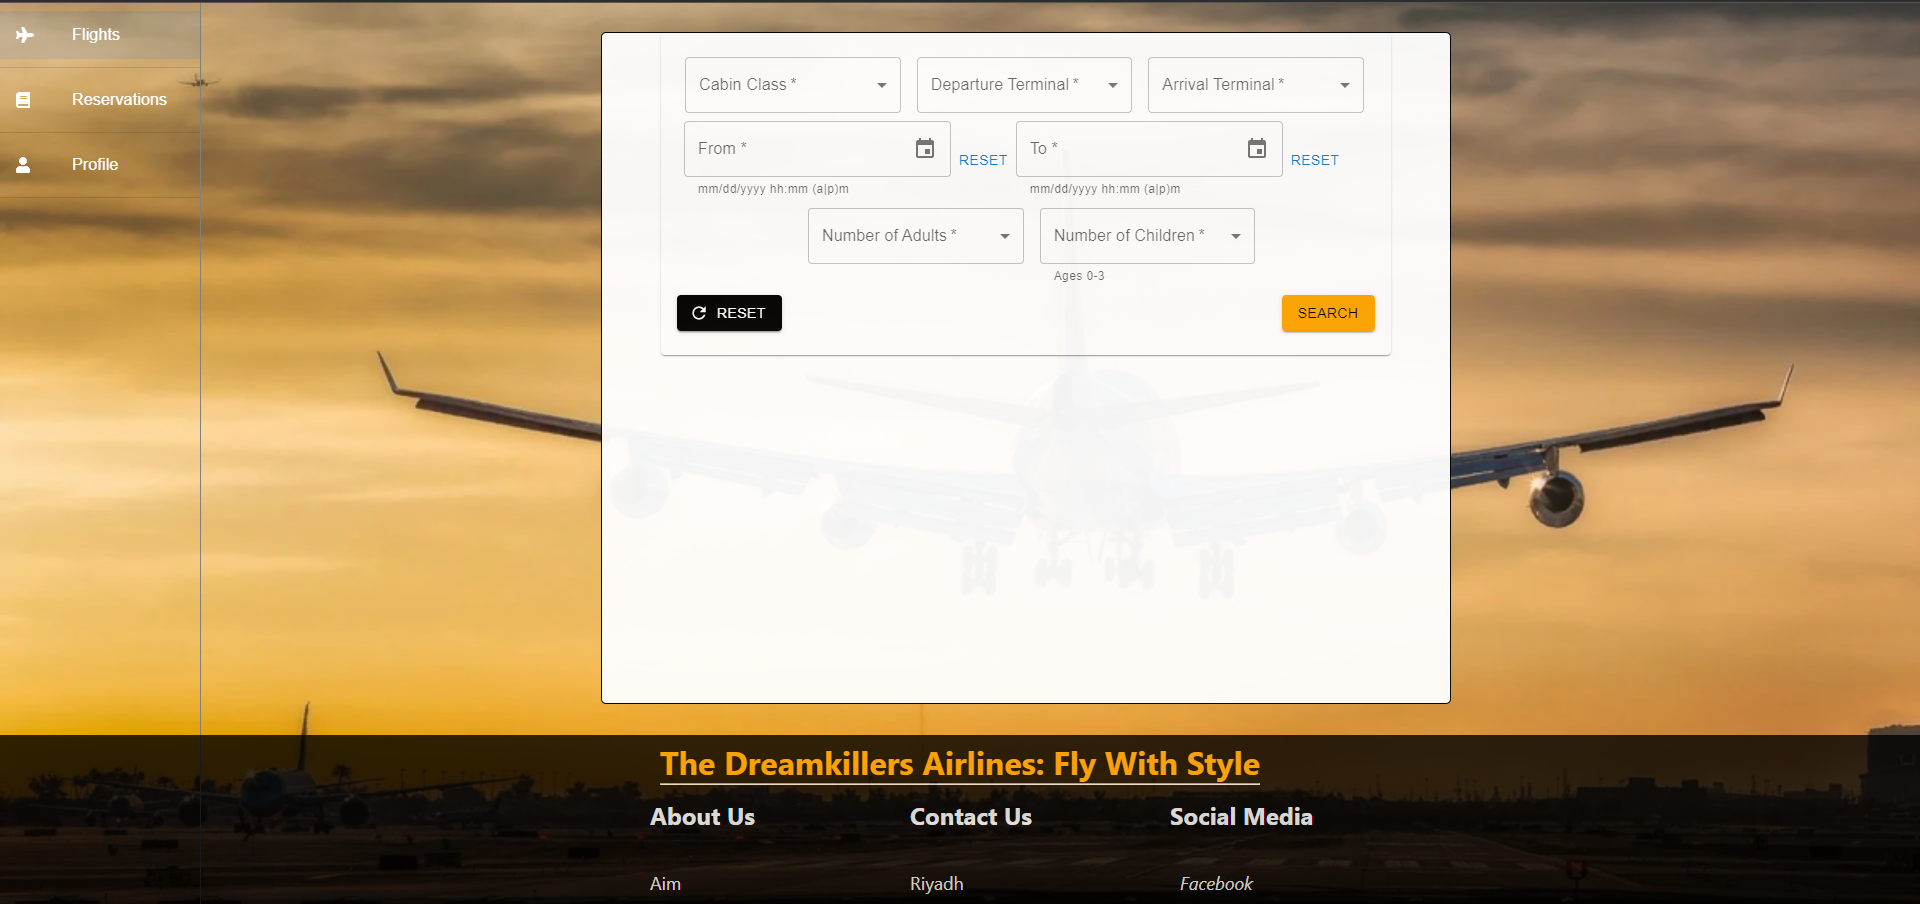 Flights
Reservations
Profile
Cabin Class *
Departure Terminal *
Arrival Terminal *
From *
RESET
To *
RESET
mm/dd/yyyy hh:mm (a|p)m
mm/dd/yyyy hh:mm (a|p)m
Number of Adults *
Number of Children *
Ages 0-3
RESET
SEARCH
The Dreamkillers Airlines: Fly With Style
About Us
Contact Us
Social Media
Aim
Riyadh
Facebook